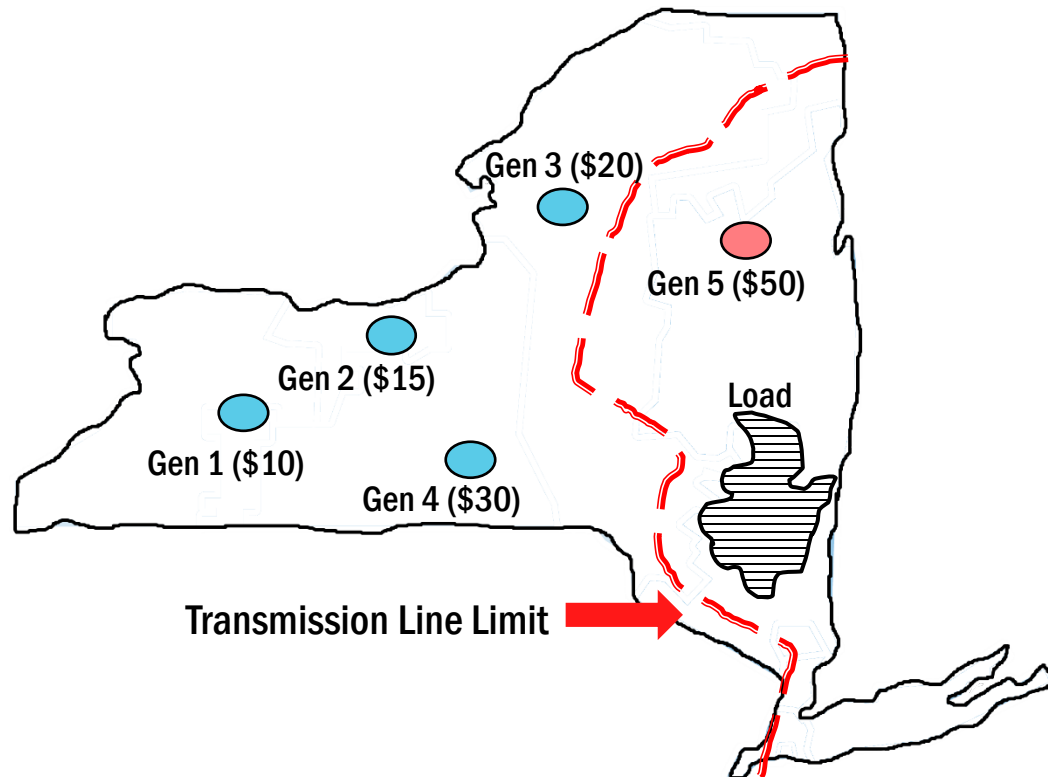 Gen 3 ($20)
Gen 5 ($50)
Gen 2 ($15)
Load
Gen 1 ($10)
Gen 4 ($30)
Transmission Line Limit